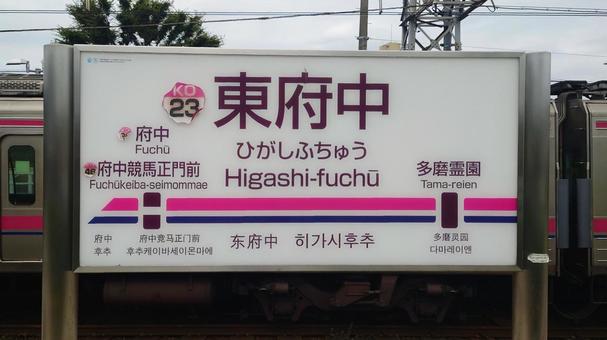 KO
23
東府中
ひがしふちゅう
Higashi-fuchū
府中
Fuchū
46
府中競馬正門前
Fuchūkeiba-seimommae
多磨霊園
Tama-reien
府中
후추
府中竞马正门前
후추케이바세이몬마에
东府中 히가시후추
多磨灵园
다마레이엔